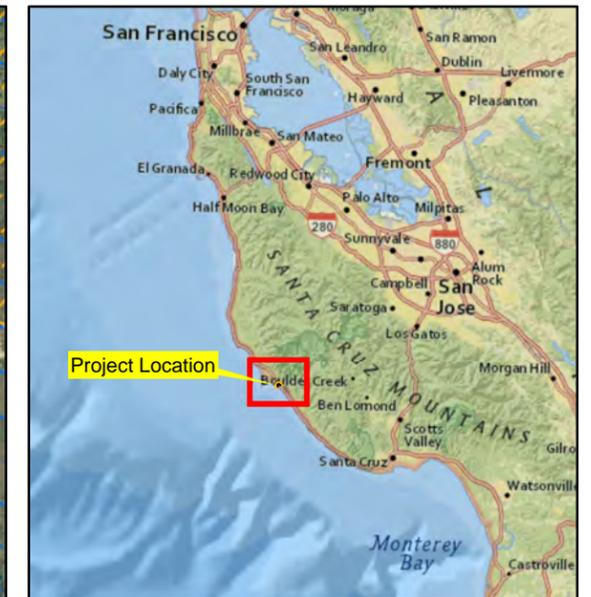 San Francisco
San Leandro
San Ramon
Dublin
Livermore
Daly City
South San
Francisco
Hayward
Pleasanton
Pacifica
A
Millbrae
San Mateo
Fremont
El Granada
Redwood City
L
Half Moon Bay
Palo Alto
Milpitas
280
Sunnyvale
880
Alum
Rock
Campbell
San
Jose
Saratoga
Los Gatos
SANTA CRUZ MOUNTAINS
Project Location
Morgan Hill
Creek
Ben Lomond
Scotts
Valley
Santa Cruz
Watsonville
Monterey
Bay
Castroville